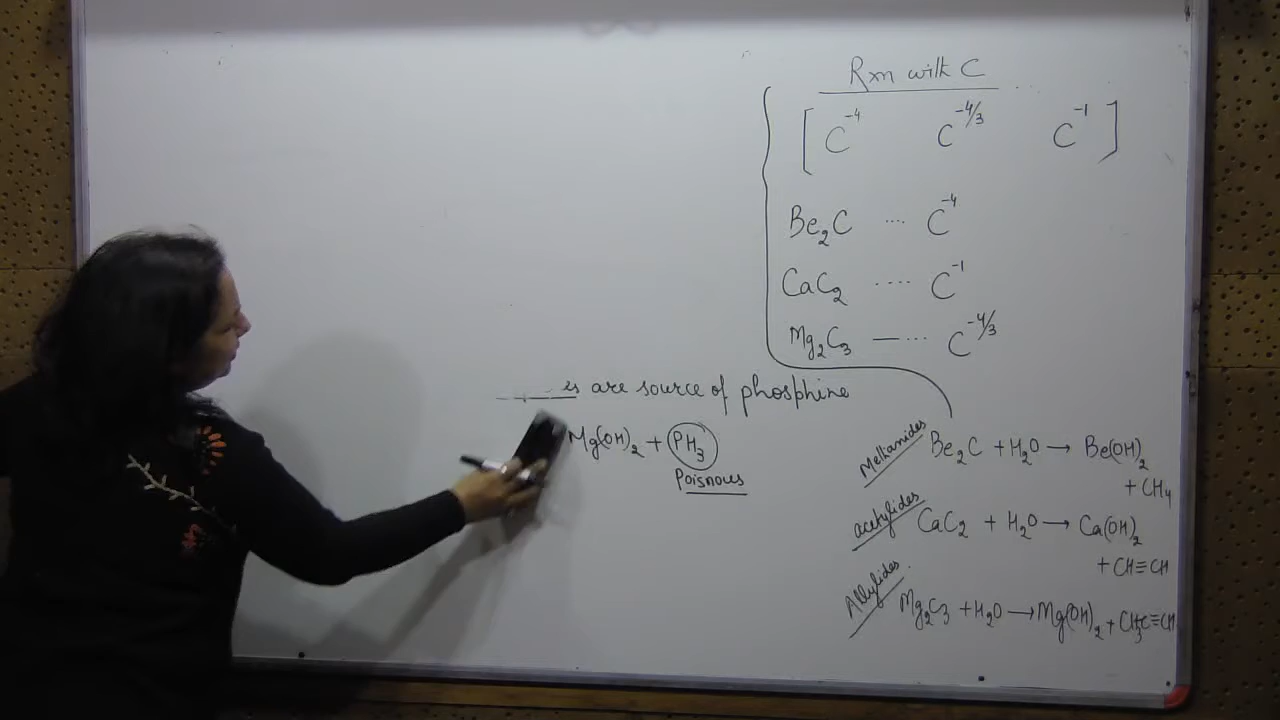 Rxn with C
[ C⁻⁴ C⁻⁴/³ C⁻¹ ]
Be₂C .... C⁻⁴
CaC₂ .... C⁻¹
Mg₂C₃ — ... C⁻⁴/³
es are source of phosphine
Mg(OH)₂ + PH₃
Poisnous
Methanides Be₂C + H₂O → Be(OH)₂
+ CH₄
acetylides CaC₂ + H₂O → Ca(OH)₂
+ CH≡CH
Allylides Mg₂C₃ + H₂O → Mg(OH)₂ + CH₃C≡CH